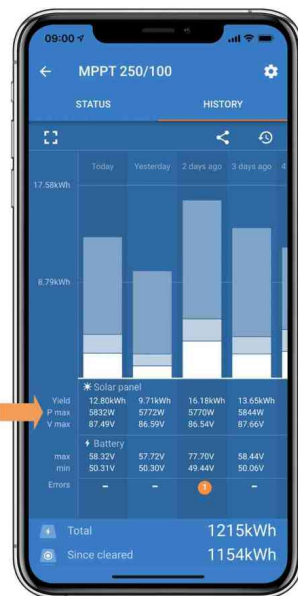 09:00
MPPT 250/100
STATUS HISTORY
Today Yesterday 2 days ago 3 days ago 4
17.58kWh
8.79kWh
Solar panel
Yield 12.80kWh 9.71kWh 16.18kWh 13.65kWh
P max 5832W 5772W 5770W 5844W
V max 87.49V 86.59V 86.54V 87.66V
Battery
max 58.32V 57.72V 77.70V 58.44V
min 50.31V 50.30V 49.44V 50.06V
Errors - - 1 -
Total 1215kWh
Since cleared 1154kWh